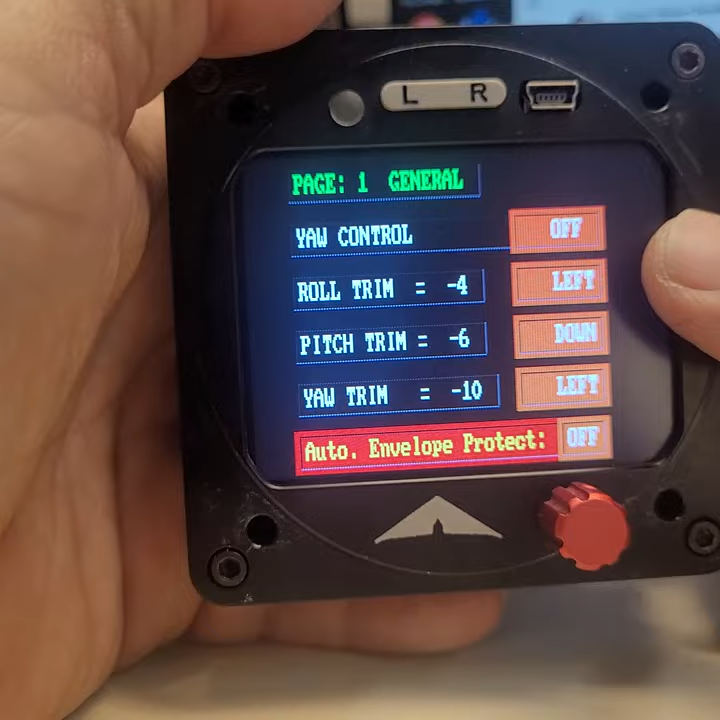 L R
PAGE: 1 GENERAL
YAW CONTROL OFF
ROLL TRIM = -4 LEFT
PITCH TRIM = -6 DOWN
YAW TRIM = -10 LEFT
Auto. Envelope Protect: OFF